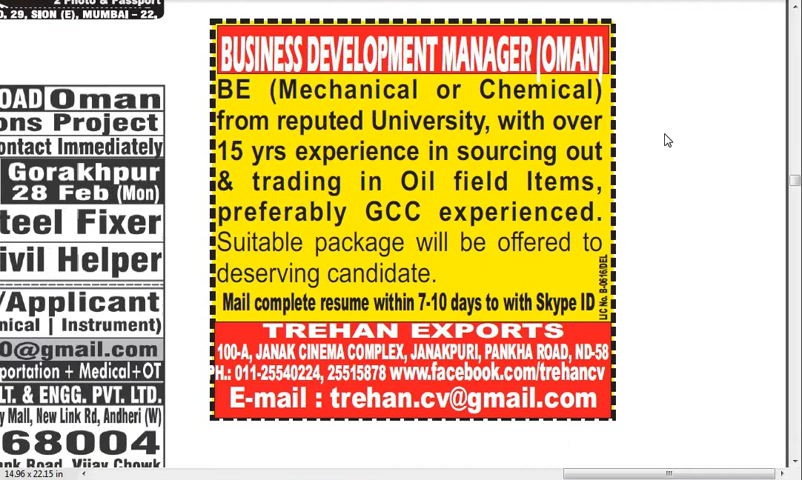 2 Photo & Passport
O, 29, SION (E), MUMBAI - 22,
OAD Oman
ons Project
ontact Immediately
Gorakhpur
28 Feb (Mon)
teel Fixer
ivil Helper
/Applicant
nical | Instrument)
0@gmail.com
portation + Medical+OT
LT. & ENGG. PVT. LTD.
y Mall, New Link Rd, Andheri (W)
68004
ank Road, Vijay Chowk
BUSINESS DEVELOPMENT MANAGER (OMAN)
BE (Mechanical or Chemical)
from reputed University, with over
15 yrs experience in sourcing out
& trading in Oil field Items,
preferably GCC experienced.
Suitable package will be offered to
deserving candidate.
Mail complete resume within 7-10 days to with Skype ID
LIC No. B-0616/DEL
TREHAN EXPORTS
100-A, JANAK CINEMA COMPLEX, JANAKPURI, PANKHA ROAD, ND-58
PH.: 011-25540224, 25515878 www.facebook.com/trehancv
E-mail : trehan.cv@gmail.com
14.96 x 22.15 in